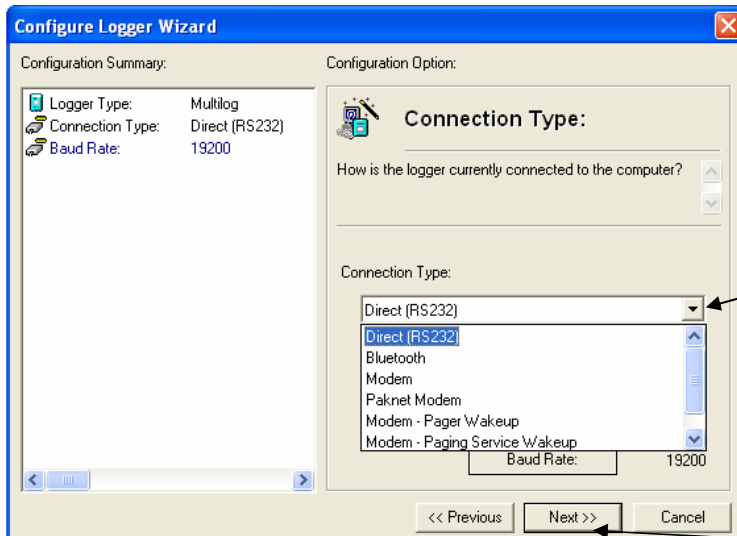 Configure Logger Wizard
Configuration Summary:
Logger Type: Multilog
Connection Type: Direct (RS232)
Baud Rate: 19200
Configuration Option:
Connection Type:
How is the logger currently connected to the computer?
Connection Type:
Direct (RS232)
Direct (RS232)
Bluetooth
Modem
Paknet Modem
Modem - Pager Wakeup
Modem - Paging Service Wakeup
Baud Rate: 19200
<< Previous
Next >>
Cancel